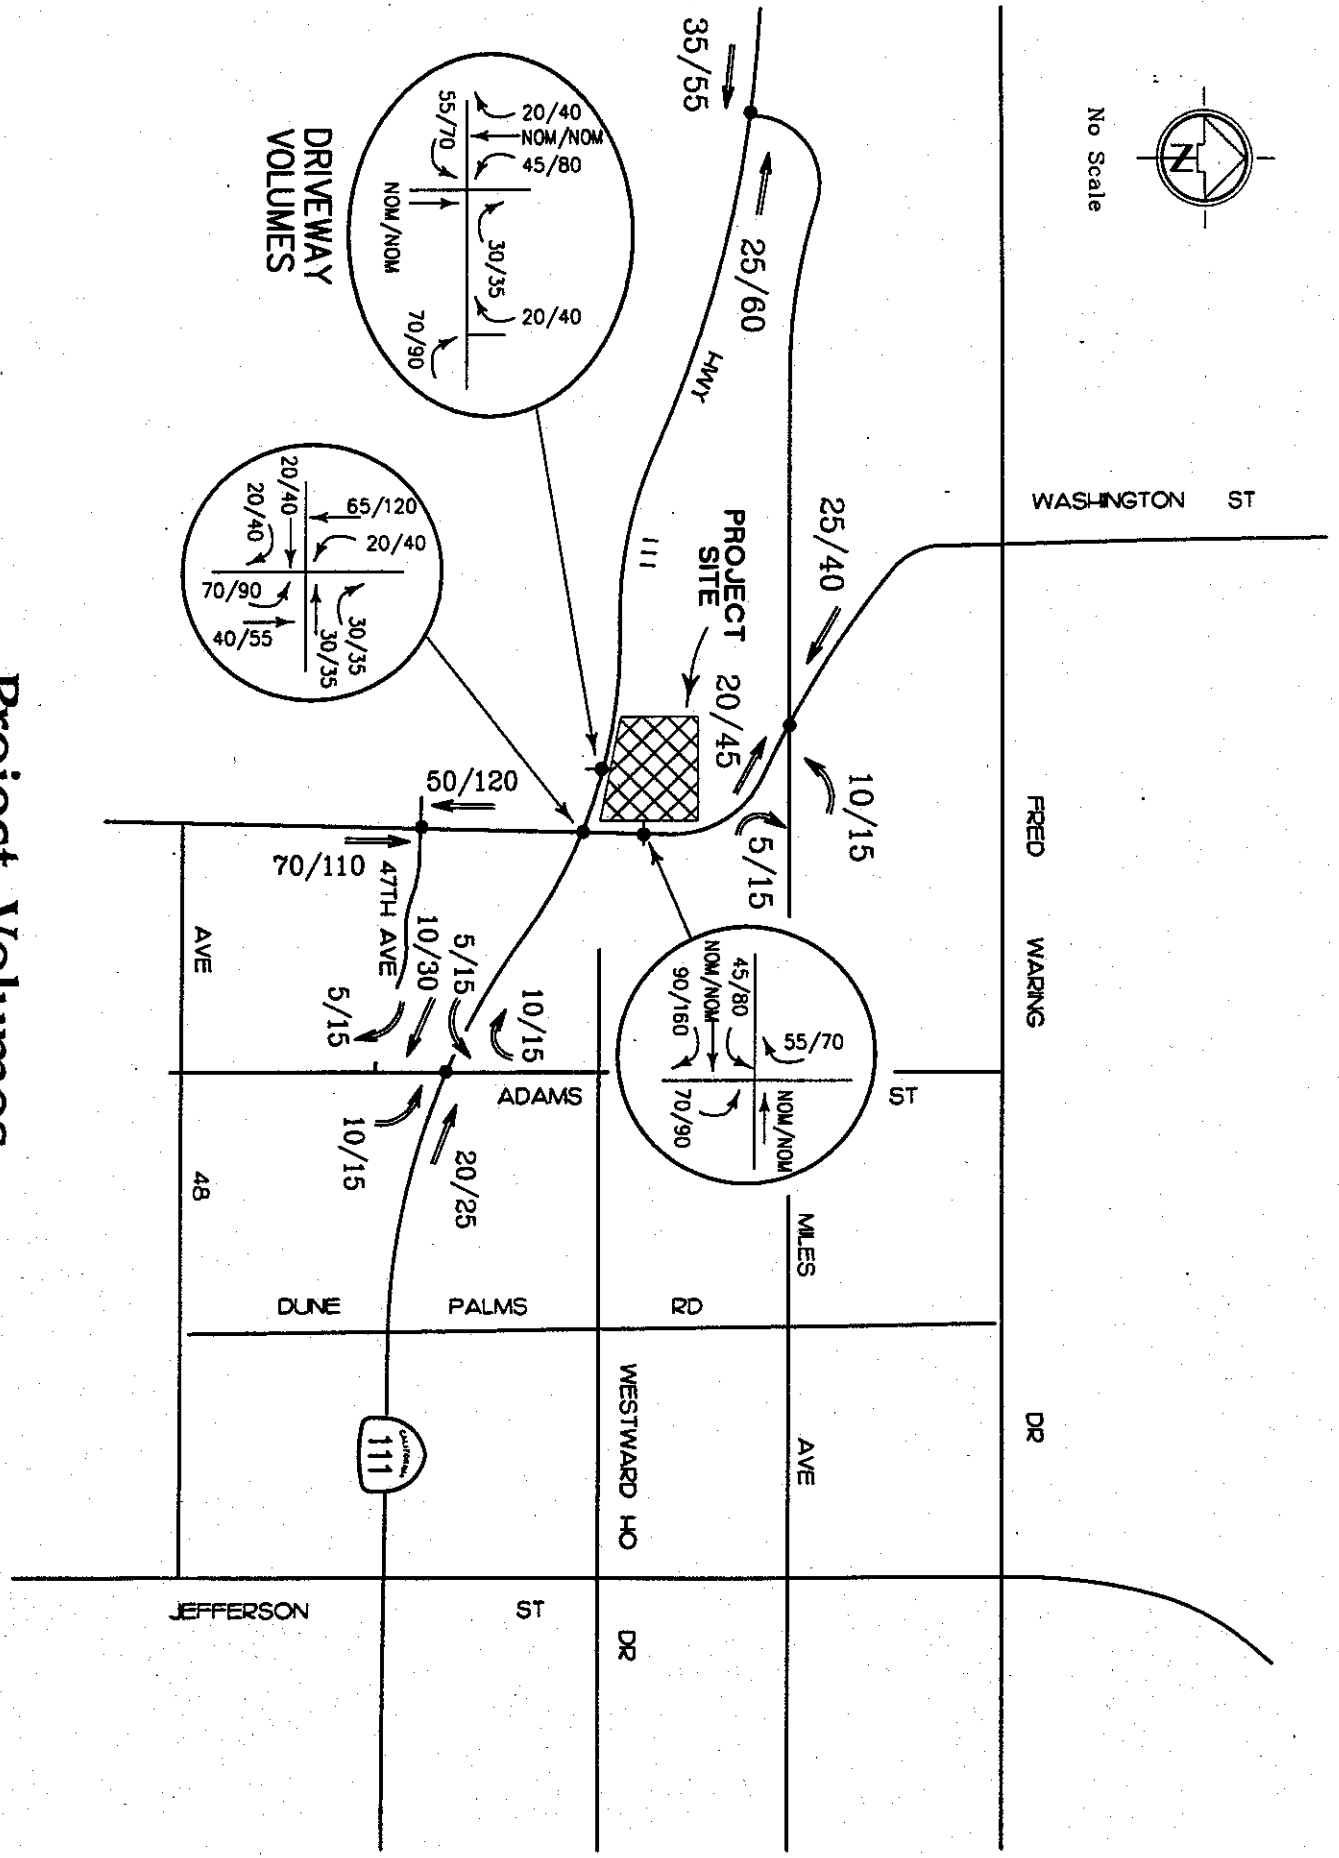 No Scale
N
WASHINGTON ST
FRED WARING DR
35/55
25/60
HWY 111
25/40
PROJECT
SITE
20/45
10/15
5/15
DRIVEWAY
VOLUMES
20/40
NOM/NOM
45/80
55/70
NOM/NOM
30/35
20/40
70/90
65/120
20/40
20/40
20/40
70/90
40/55
30/35
30/35
50/120
70/110
47TH AVE
10/30
5/15
5/15
10/15
10/15
20/25
45/80
NOM/NOM
90/160
55/70
NOM/NOM
70/90
ADAMS ST
AVE 48
DUNE PALMS RD
MILES AVE
WESTWARD HO DR
CALIFORNIA
111
JEFFERSON ST
Project Volumes